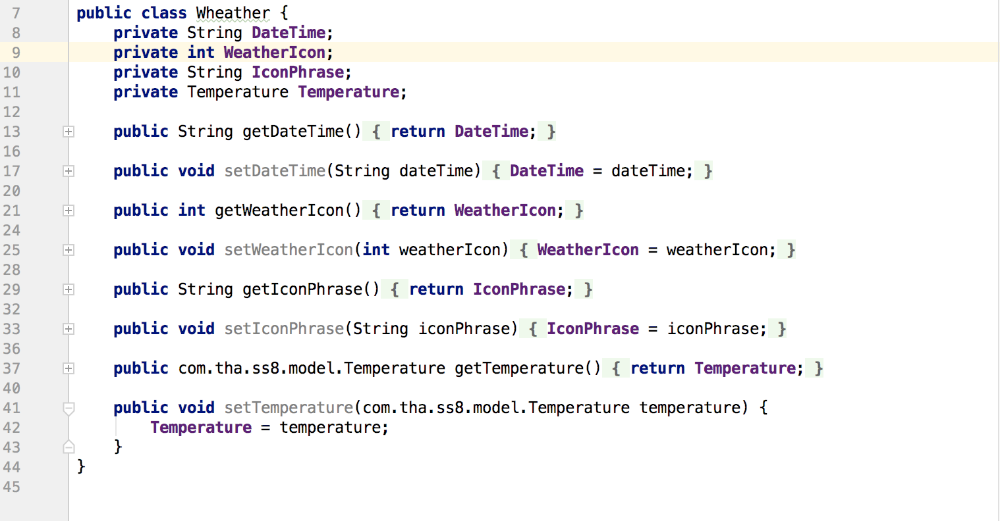 7 public class Wheather {
8 private String DateTime;
9 private int WeatherIcon;
10 private String IconPhrase;
11 private Temperature Temperature;
12
13 public String getDateTime() { return DateTime; }
16
17 public void setDateTime(String dateTime) { DateTime = dateTime; }
20
21 public int getWeatherIcon() { return WeatherIcon; }
24
25 public void setWeatherIcon(int weatherIcon) { WeatherIcon = weatherIcon; }
28
29 public String getIconPhrase() { return IconPhrase; }
32
33 public void setIconPhrase(String iconPhrase) { IconPhrase = iconPhrase; }
36
37 public com.tha.ss8.model.Temperature getTemperature() { return Temperature; }
40
41 public void setTemperature(com.tha.ss8.model.Temperature temperature) {
42 Temperature = temperature;
43 }
44 }
45